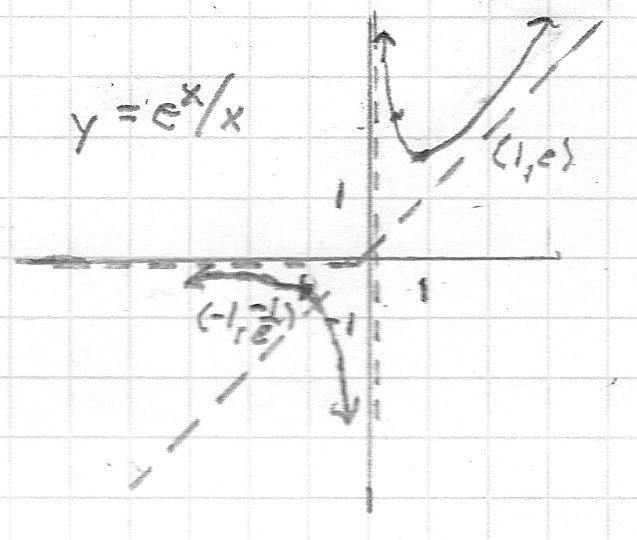 y = e^x/x
(1, e)
1
1
(-1, -1/e)
-1